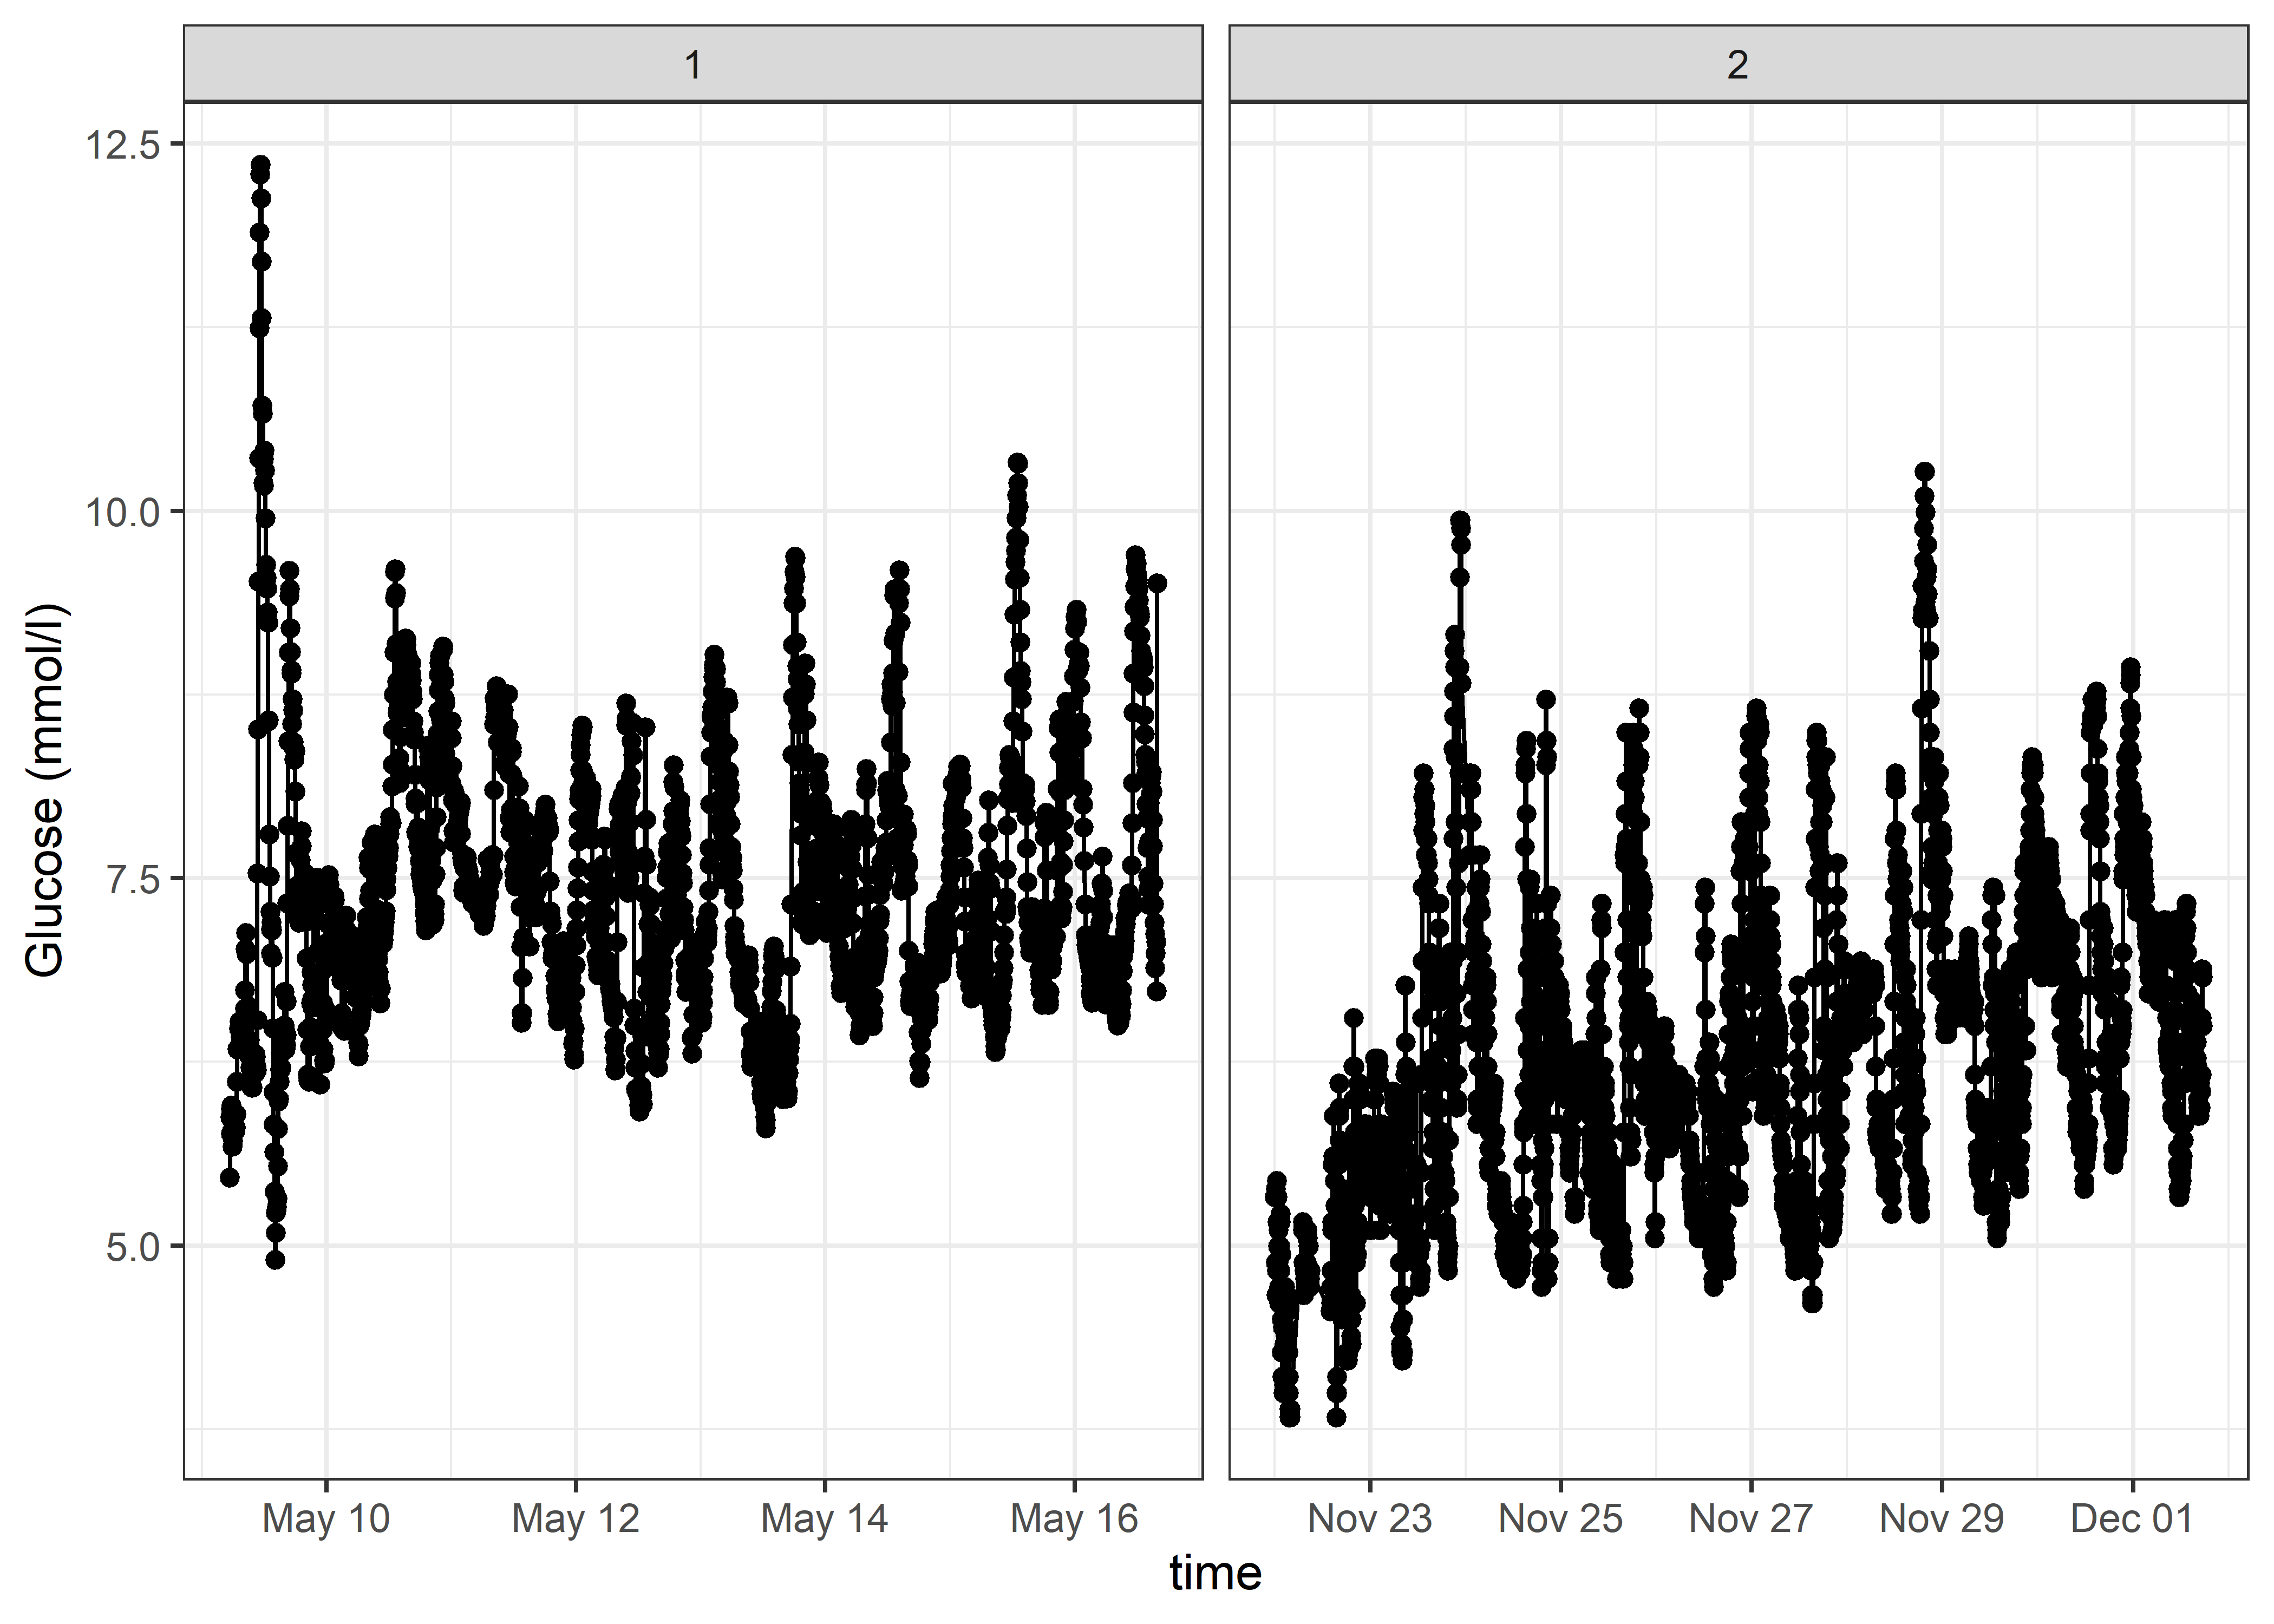 1
2
Glucose (mmol/l)
12.5
10.0
7.5
5.0
May 10
May 12
May 14
May 16
Nov 23
Nov 25
Nov 27
Nov 29
Dec 01
time